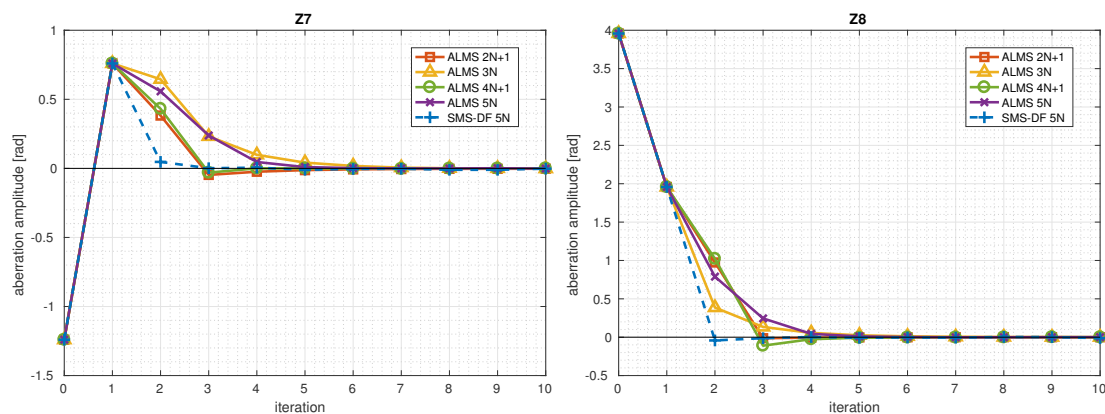 Z7
aberration amplitude [rad]
1
0.5
0
-0.5
-1
-1.5
ALMS 2N+1
ALMS 3N
ALMS 4N+1
ALMS 5N
SMS-DF 5N
0 1 2 3 4 5 6 7 8 9 10
iteration
Z8
aberration amplitude [rad]
4
3.5
3
2.5
2
1.5
1
0.5
0
-0.5
ALMS 2N+1
ALMS 3N
ALMS 4N+1
ALMS 5N
SMS-DF 5N
0 1 2 3 4 5 6 7 8 9 10
iteration